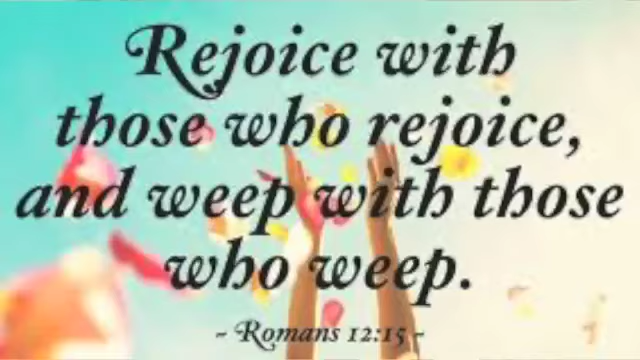 Rejoice with
those who rejoice,
and weep with those
who weep.
~ Romans 12:15 ~